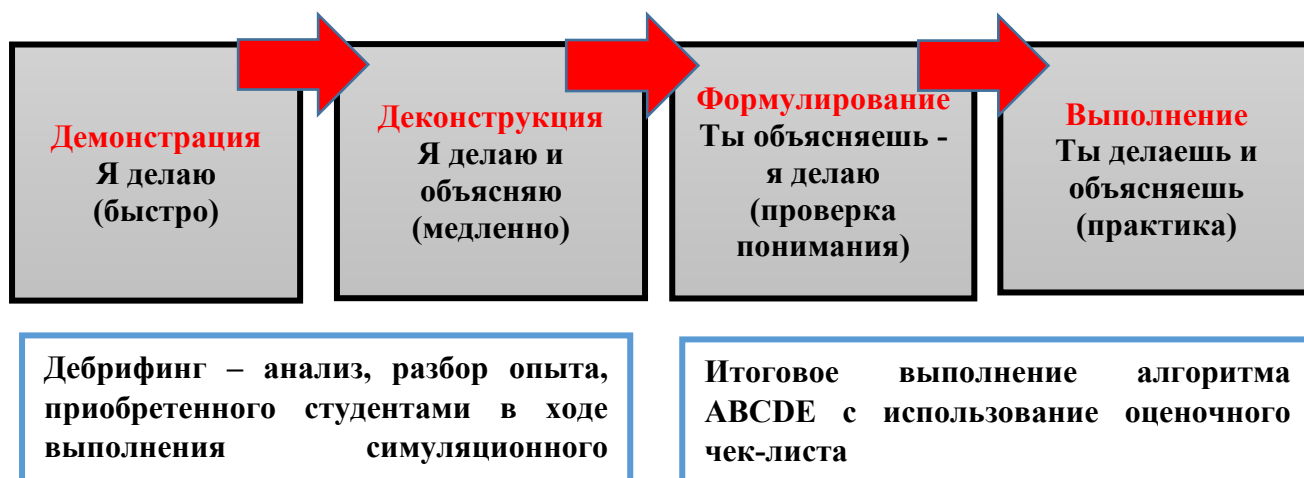 Демонстрация
Я делаю
(быстро)
Деконструкция
Я делаю и
объясняю
(медленно)
Формулирование
Ты объясняешь -
я делаю
(проверка
понимания)
Выполнение
Ты делаешь и
объясняешь
(практика)
Дебрифинг – анализ, разбор опыта,
приобретенного студентами в ходе
выполнения симуляционного
Итоговое выполнение алгоритма
ABCDE с использование оценочного
чек-листа